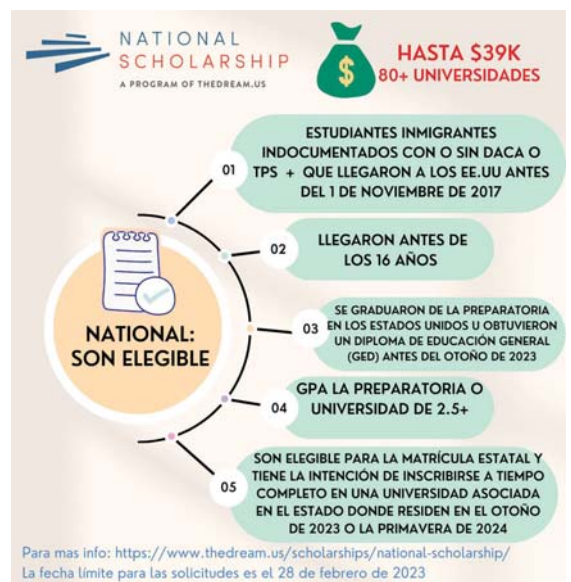 NATIONAL
SCHOLARSHIP
A PROGRAM OF THEDREAM.US
$
HASTA $39K
80+ UNIVERSIDADES
NATIONAL:
SON ELEGIBLE
01
ESTUDIANTES INMIGRANTES
INDOCUMENTADOS CON O SIN DACA O
TPS + QUE LLEGARON A LOS EE.UU ANTES
DEL 1 DE NOVIEMBRE DE 2017
02
LLEGARON ANTES DE
LOS 16 AÑOS
03
SE GRADUARON DE LA PREPARATORIA
EN LOS ESTADOS UNIDOS U OBTUVIERON
UN DIPLOMA DE EDUCACIÓN GENERAL
(GED) ANTES DEL OTOÑO DE 2023
04
GPA LA PREPARATORIA O
UNIVERSIDAD DE 2.5+
05
SON ELEGIBLE PARA LA MATRÍCULA ESTATAL Y
TIENE LA INTENCIÓN DE INSCRIBIRSE A TIEMPO
COMPLETO EN UNA UNIVERSIDAD ASOCIADA
EN EL ESTADO DONDE RESIDEN EN EL OTOÑO
DE 2023 O LA PRIMAVERA DE 2024
Para mas info: https://www.thedream.us/scholarships/national-scholarship/
La fecha límite para las solicitudes es el 28 de febrero de 2023